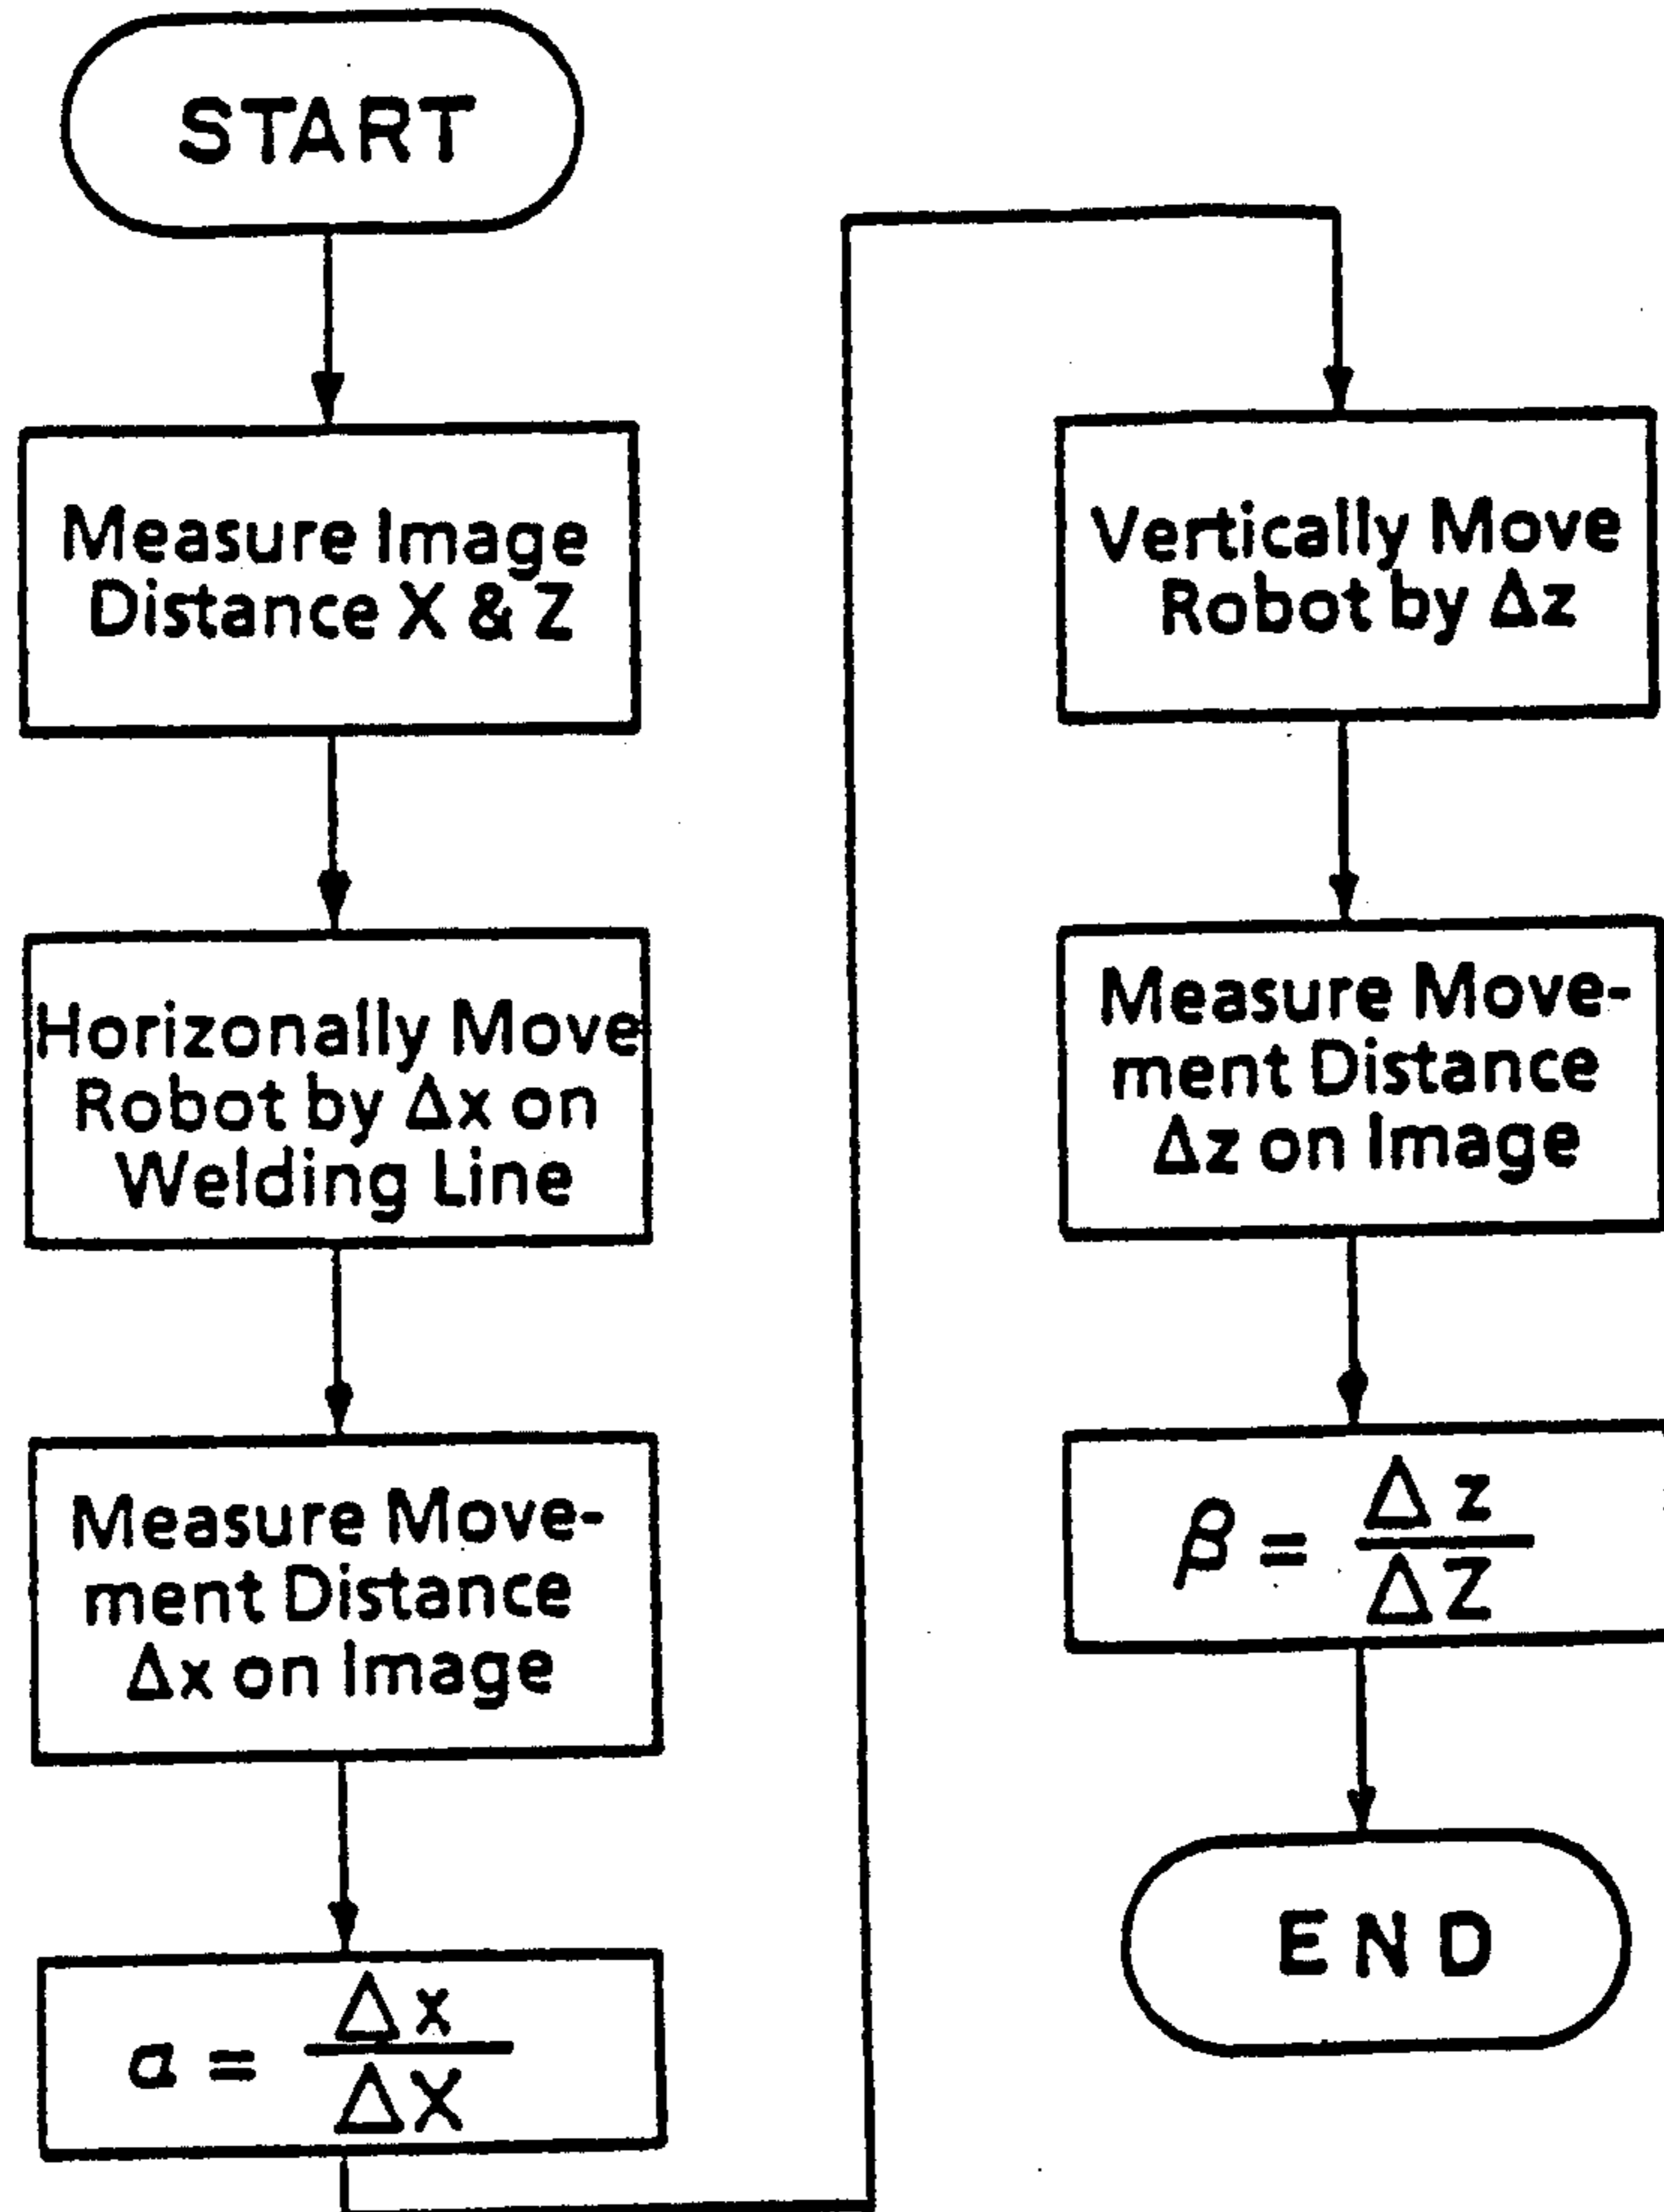 START
Measure Image
Distance X & Z
Horizonally Move
Robot by Δx on
Welding Line
Measure Move-
ment Distance
Δx on Image
α = Δx / ΔX
Vertically Move
Robot by Δz
Measure Move-
ment Distance
Δz on Image
β = Δz / ΔZ
END